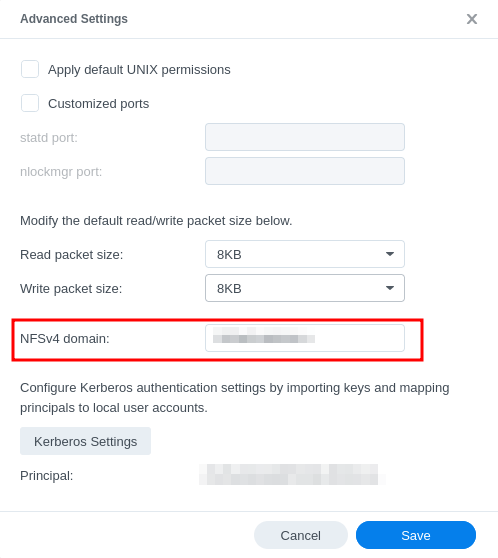 Advanced Settings
Apply default UNIX permissions
Customized ports
statd port:
nlockmgr port:
Modify the default read/write packet size below.
Read packet size: 8KB
Write packet size: 8KB
NFSv4 domain:
Configure Kerberos authentication settings by importing keys and mapping
principals to local user accounts.
Kerberos Settings
Principal:
Cancel Save